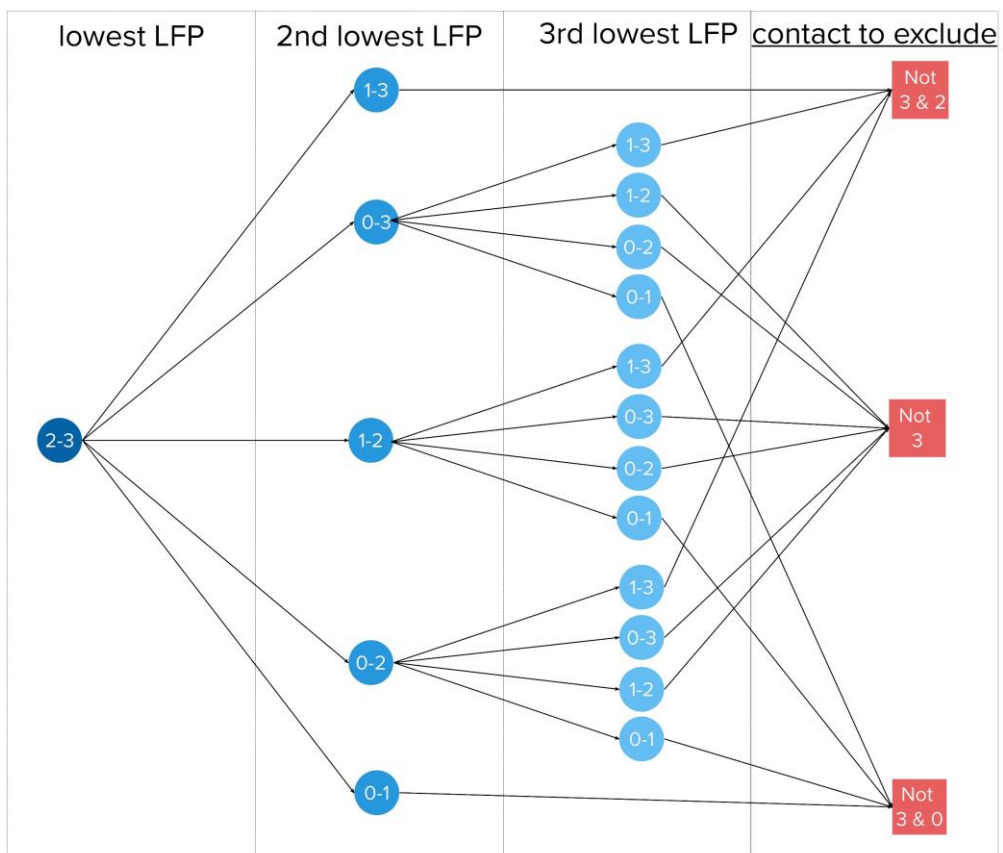 lowest LFP
2nd lowest LFP
3rd lowest LFP
contact to exclude
2-3
1-3
0-3
1-2
0-2
0-1
1-3
1-2
0-2
0-1
1-3
0-3
0-2
0-1
1-3
0-3
1-2
0-1
Not
3 & 2
Not
3
Not
3 & 0